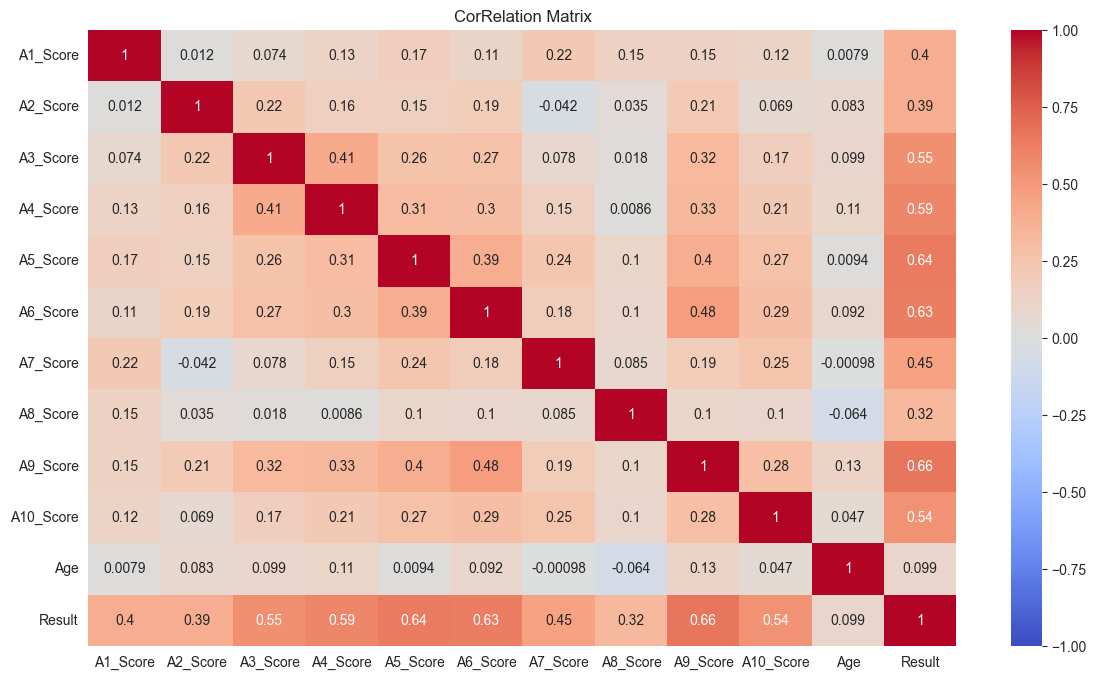 CorRelation Matrix
A1_Score 1 0.012 0.074 0.13 0.17 0.11 0.22 0.15 0.15 0.12 0.0079 0.4
A2_Score 0.012 1 0.22 0.16 0.15 0.19 -0.042 0.035 0.21 0.069 0.083 0.39
A3_Score 0.074 0.22 1 0.41 0.26 0.27 0.078 0.018 0.32 0.17 0.099 0.55
A4_Score 0.13 0.16 0.41 1 0.31 0.3 0.15 0.0086 0.33 0.21 0.11 0.59
A5_Score 0.17 0.15 0.26 0.31 1 0.39 0.24 0.1 0.4 0.27 0.0094 0.64
A6_Score 0.11 0.19 0.27 0.3 0.39 1 0.18 0.1 0.48 0.29 0.092 0.63
A7_Score 0.22 -0.042 0.078 0.15 0.24 0.18 1 0.085 0.19 0.25 -0.00098 0.45
A8_Score 0.15 0.035 0.018 0.0086 0.1 0.1 0.085 1 0.1 0.1 -0.064 0.32
A9_Score 0.15 0.21 0.32 0.33 0.4 0.48 0.19 0.1 1 0.28 0.13 0.66
A10_Score 0.12 0.069 0.17 0.21 0.27 0.29 0.25 0.1 0.28 1 0.047 0.54
Age 0.0079 0.083 0.099 0.11 0.0094 0.092 -0.00098 -0.064 0.13 0.047 1 0.099
Result 0.4 0.39 0.55 0.59 0.64 0.63 0.45 0.32 0.66 0.54 0.099 1
A1_Score A2_Score A3_Score A4_Score A5_Score A6_Score A7_Score A8_Score A9_Score A10_Score Age Result
1.00
0.75
0.50
0.25
0.00
−0.25
−0.50
−0.75
−1.00